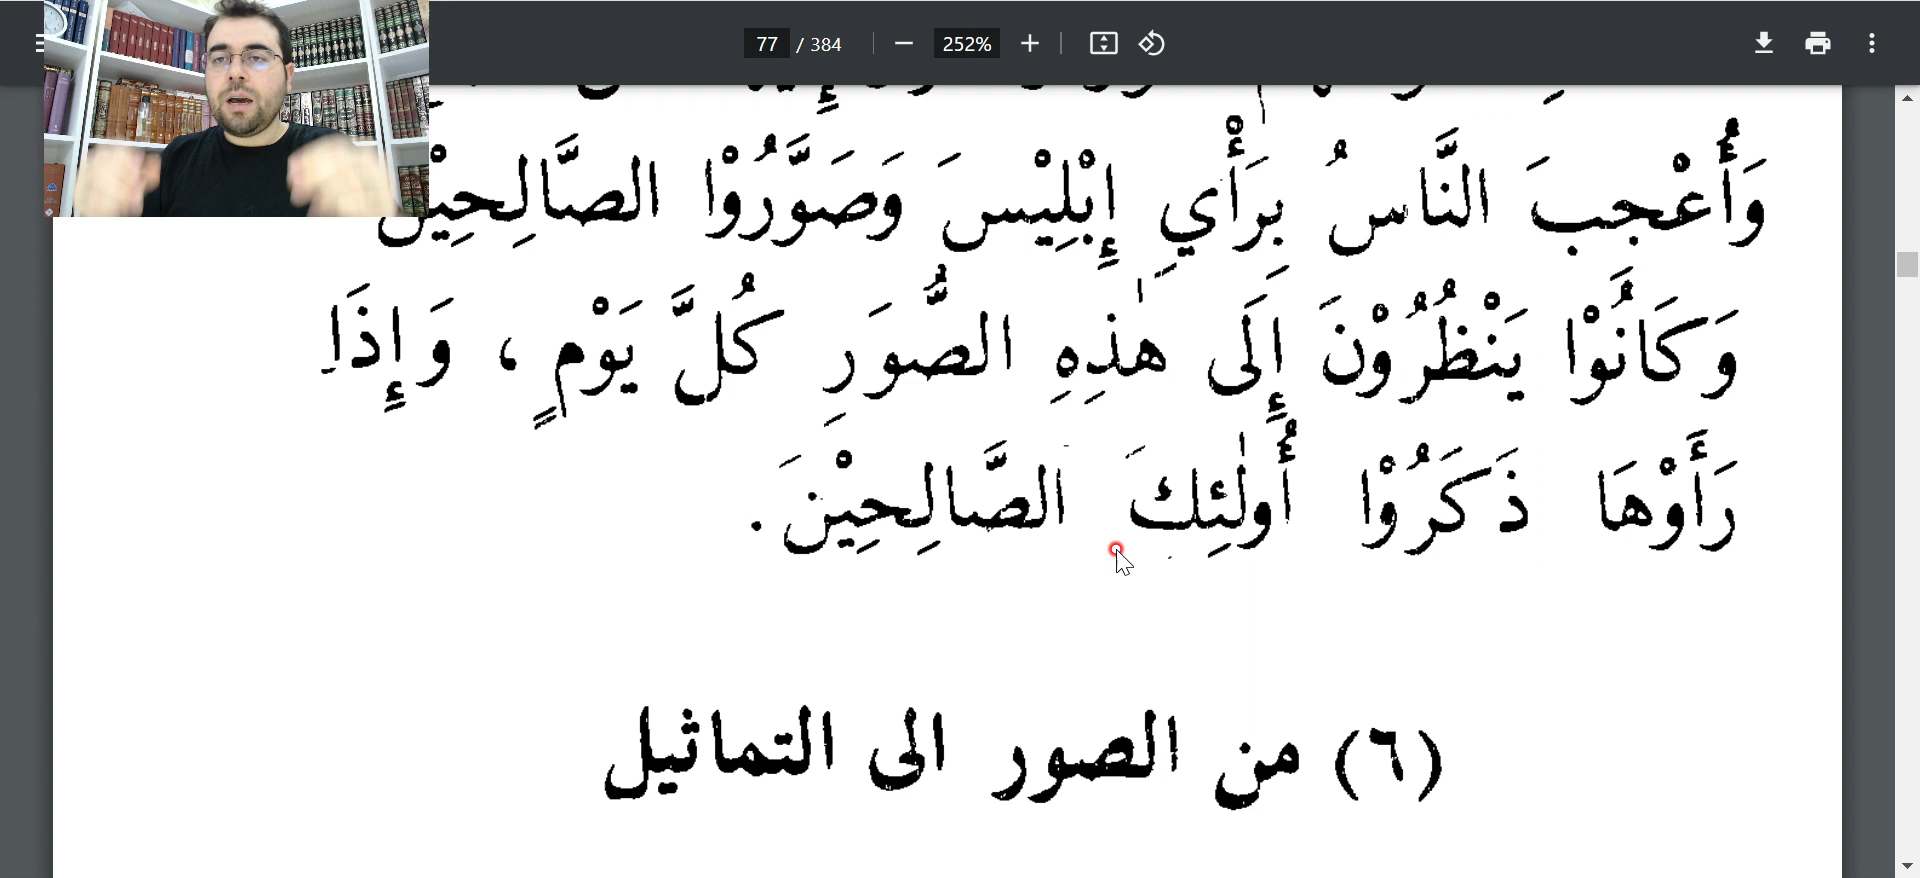 77 / 384
252%
وَأُعْجِبَ النَّاسُ بِرَأْيِ إِبْلِيْسَ وَصَوَّرُوْا الصَّالِحِيْنَ
وَكَانُوْا يَنْظُرُوْنَ إِلَى هٰذِهِ الصُّوَرِ كُلَّ يَوْمٍ ، وَإِذَا
رَأَوْهَا ذَكَرُوْا أُولٰئِكَ الصَّالِحِيْنَ .
(٦) من الصور الى التماثيل